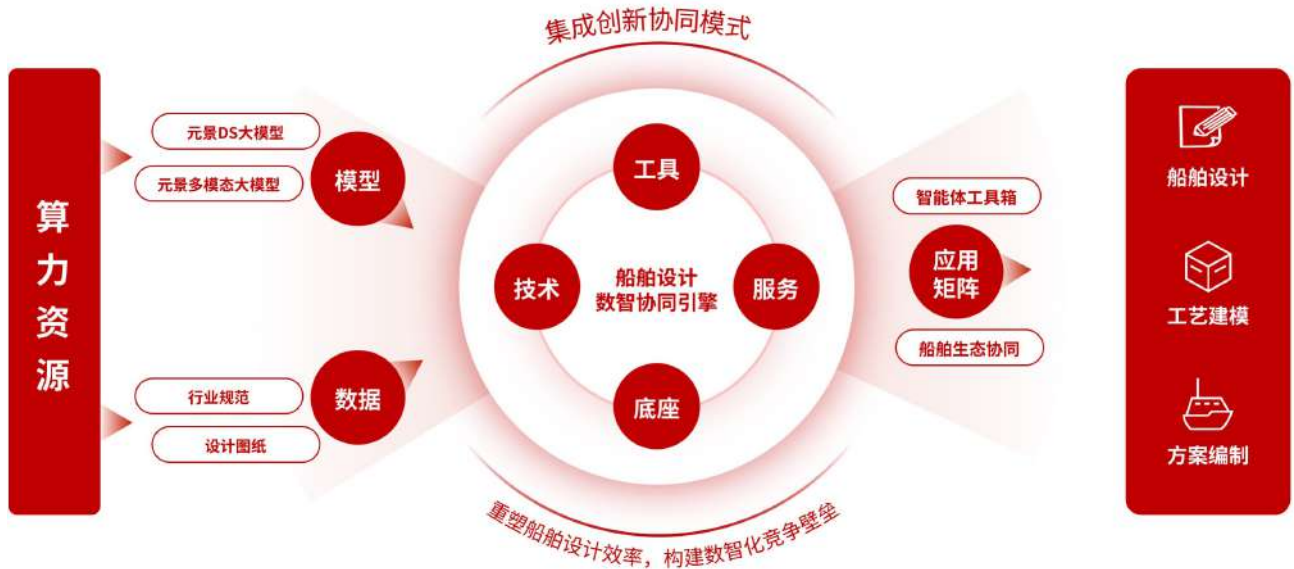 集成创新协同模式
算力资源
元景DS大模型
元景多模态大模型
模型
行业规范
设计图纸
数据
工具
技术
船舶设计
数智协同引擎
服务
底座
智能体工具箱
应用
矩阵
船舶生态协同
船舶设计
工艺建模
方案编制
重塑船舶设计效率，构建数智化竞争壁垒